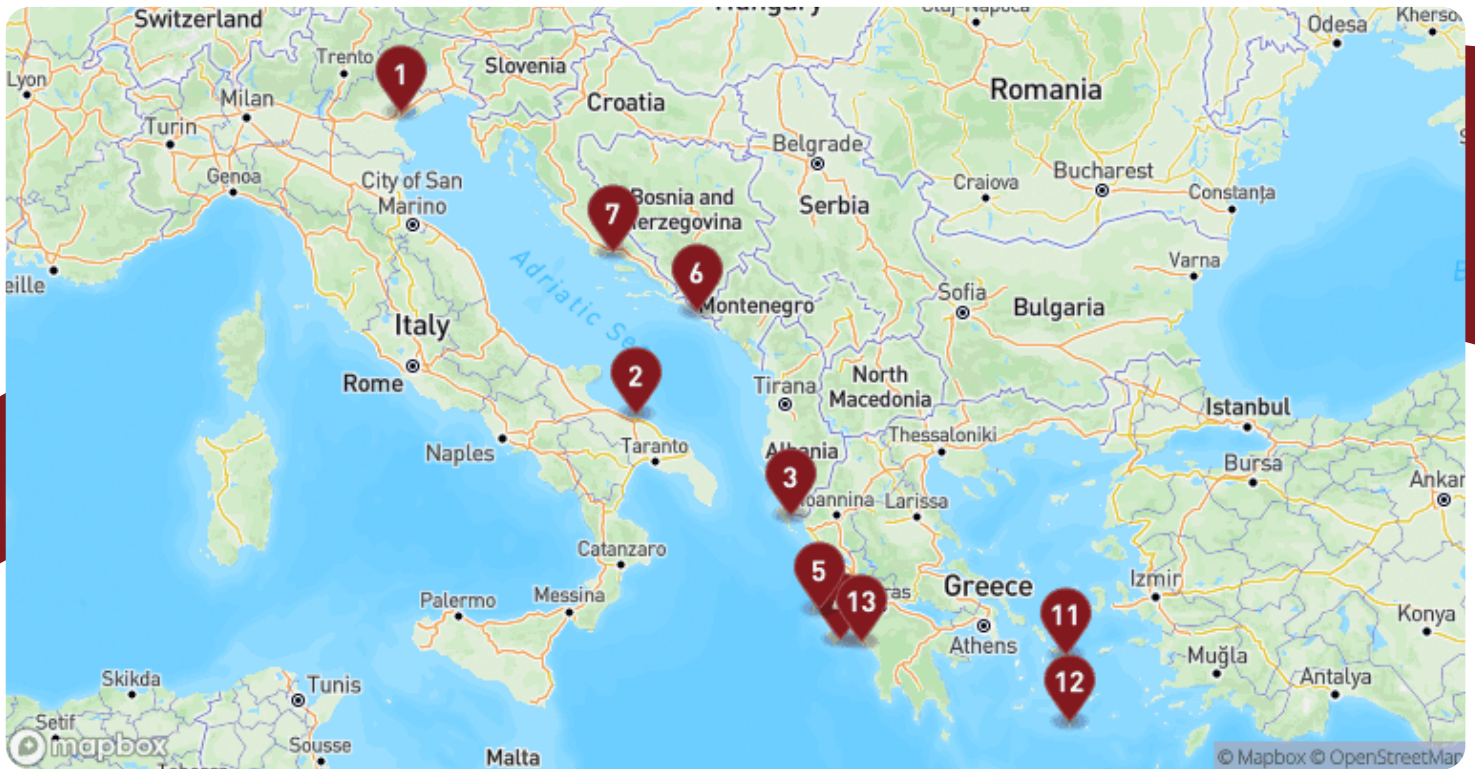 Switzerland
Hungary
Cluj-Napoca
Odesa
Kherso
Trento
Slovenia
Lyon
1
Milan
Croatia
Romania
Turin
Belgrade
Genoa
City of San
Marino
Bosnia and
Herzegovina
Craiova
Bucharest
Constanța
Serbia
7
eille
Adriatic Sea
6
Montenegro
Varna
Sofia
Bulgaria
Italy
Rome
2
Tirana
North
Macedonia
Istanbul
Naples
Taranto
Albania
Thessaloniki
Bursa
3
Ioannina
Larissa
Ankar
Catanzaro
5
Greece
Izmir
Palermo
Messina
13
ras
11
Konya
Athens
Muğla
Skikda
Tunis
12
Antalya
Setif
mapbox
Sousse
Malta
© Mapbox © OpenStreetMap